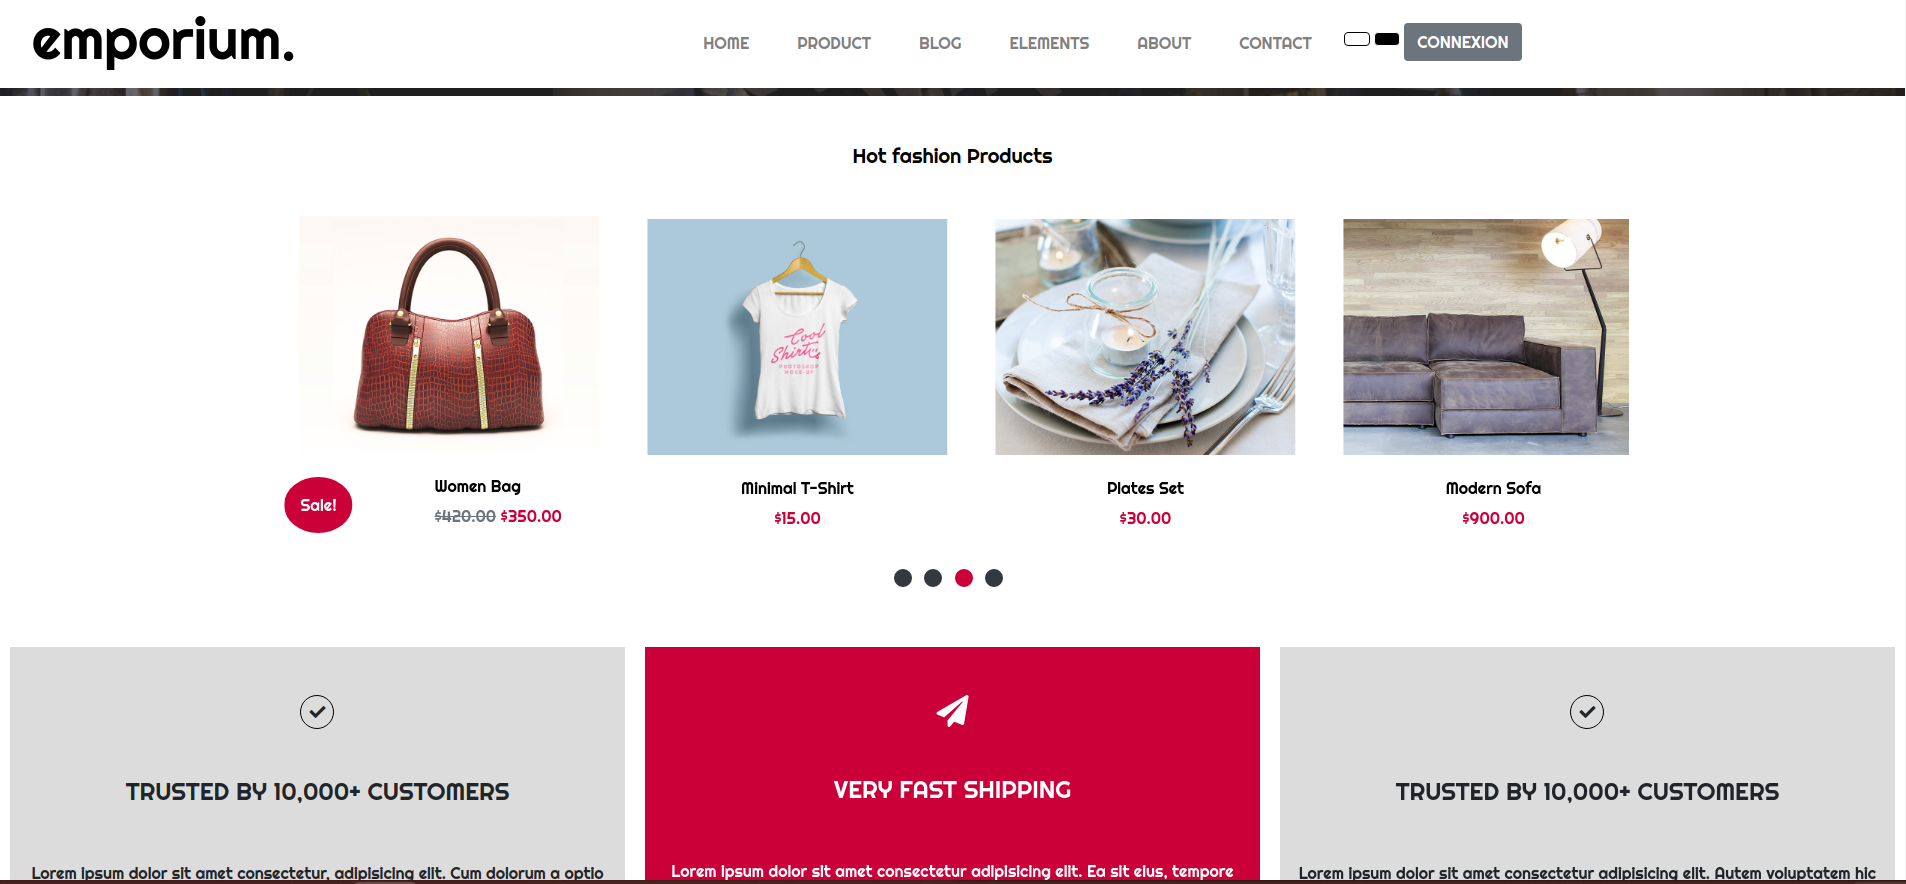 emporium.
HOME PRODUCT BLOG ELEMENTS ABOUT CONTACT CONNEXION
Hot fashion Products
Cool
Shirt
PHOTOSHOP
MOCK-UP
Sale!
Women Bag
$420.00 $350.00
Minimal T-Shirt
$15.00
Plates Set
$30.00
Modern Sofa
$900.00
TRUSTED BY 10,000+ CUSTOMERS
VERY FAST SHIPPING
TRUSTED BY 10,000+ CUSTOMERS
Lorem ipsum dolor sit amet consectetur, adipisicing elit. Cum dolorum a optio
Lorem ipsum dolor sit amet consectetur adipisicing elit. Ea sit eius, tempore
Lorem ipsum dolor sit amet consectetur adipisicing elit. Autem voluptatem hic